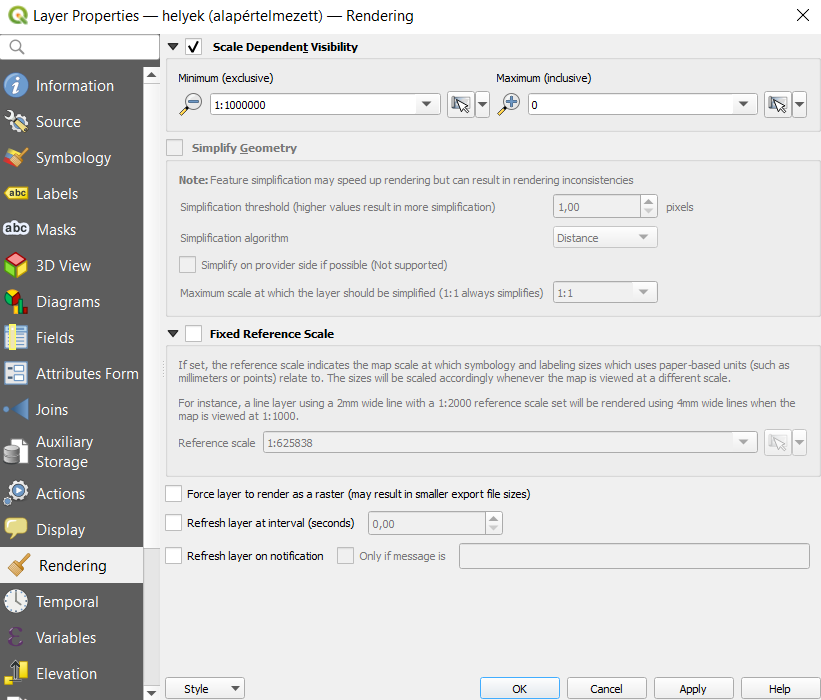 Layer Properties — helyek (alapértelmezett) — Rendering
Information
Source
Symbology
abc Labels
abc Masks
3D View
Diagrams
Fields
Attributes Form
Joins
Auxiliary
Storage
Actions
Display
Rendering
Temporal
Variables
Elevation
Scale Dependent Visibility
Minimum (exclusive) Maximum (inclusive)
1:1000000 0
Simplify Geometry
Note: Feature simplification may speed up rendering but can result in rendering inconsistencies
Simplification threshold (higher values result in more simplification) 1,00 pixels
Simplification algorithm Distance
Simplify on provider side if possible (Not supported)
Maximum scale at which the layer should be simplified (1:1 always simplifies) 1:1
Fixed Reference Scale
If set, the reference scale indicates the map scale at which symbology and labeling sizes which uses paper-based units (such as
millimeters or points) relate to. The sizes will be scaled accordingly whenever the map is viewed at a different scale.
For instance, a line layer using a 2mm wide line with a 1:2000 reference scale set will be rendered using 4mm wide lines when the
map is viewed at 1:1000.
Reference scale 1:625838
Force layer to render as a raster (may result in smaller export file sizes)
Refresh layer at interval (seconds) 0,00
Refresh layer on notification Only if message is
Style OK Cancel Apply Help